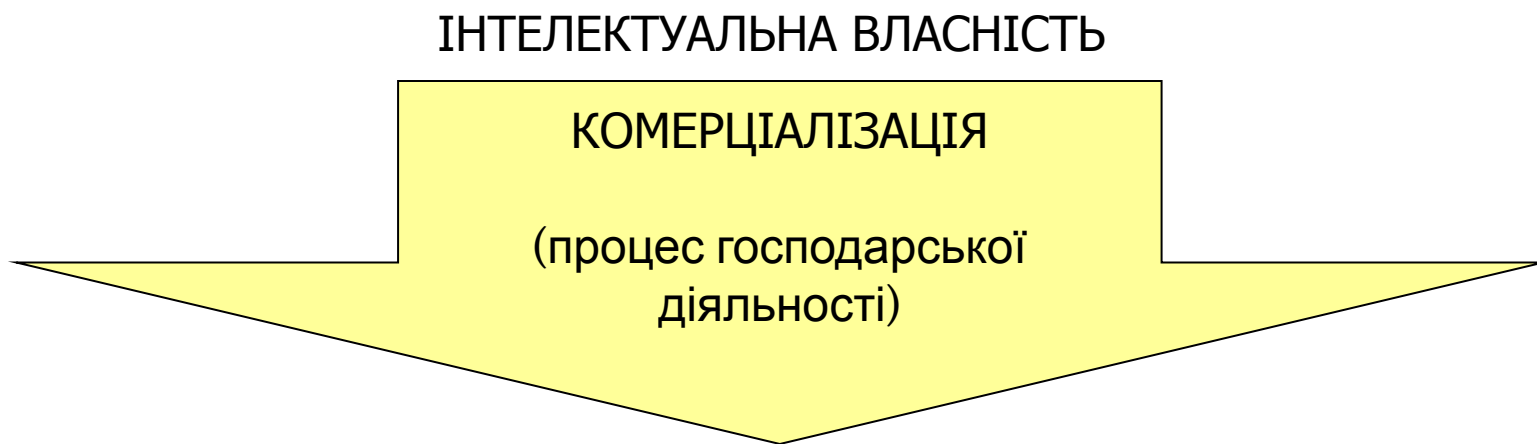 ІНТЕЛЕКТУАЛЬНА ВЛАСНІСТЬ
КОМЕРЦІАЛІЗАЦІЯ
(процес господарської
діяльності)